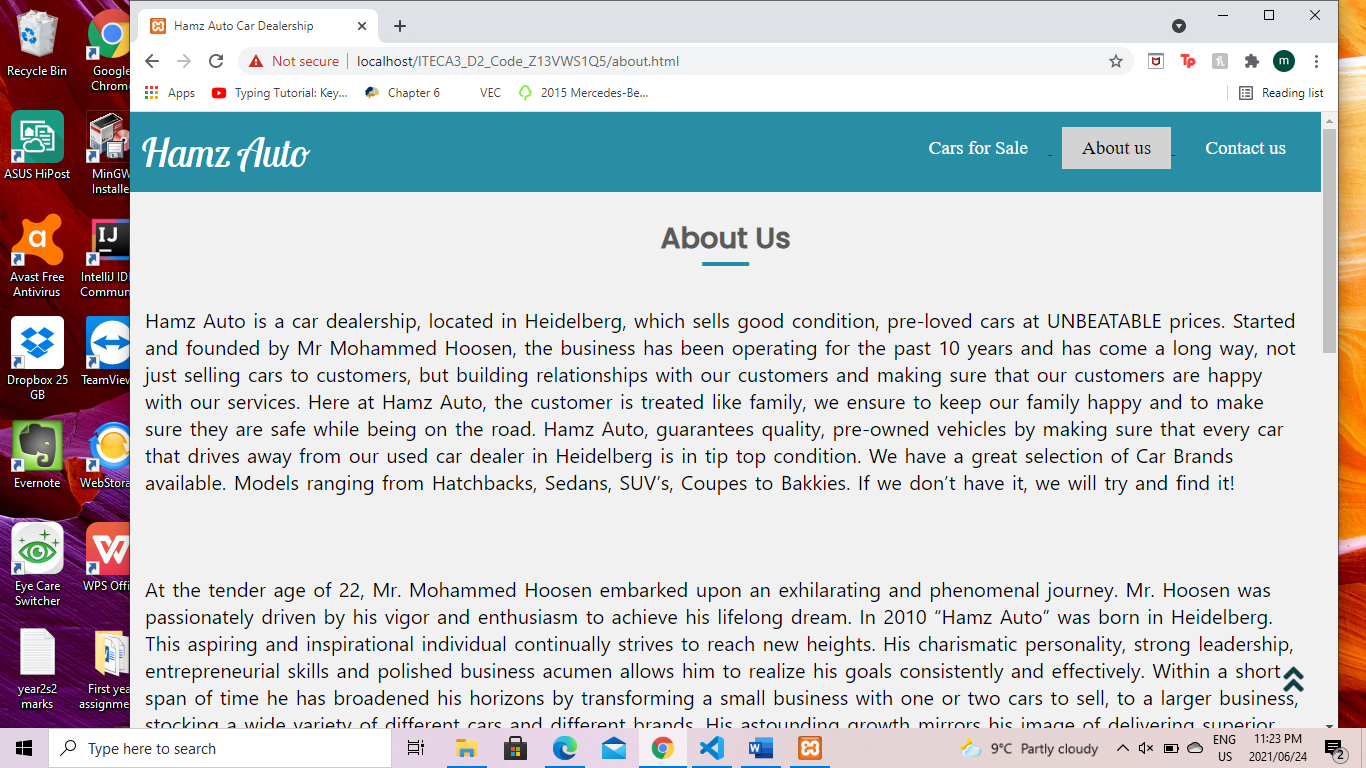 Recycle Bin
Google Chrome
ASUS HiPost
MinGW Installe
Avast Free Antivirus
IntelliJ ID Commun
Dropbox 25 GB
TeamView
Evernote
WebStora
Eye Care Switcher
WPS Offi
year2s2 marks
First yea assignme
Hamz Auto Car Dealership
Not secure
localhost/ITECA3_D2_Code_Z13VWS1Q5/about.html
m
Apps
Typing Tutorial: Key...
Chapter 6
VEC
2015 Mercedes-Be...
Reading list
Hamz Auto
Cars for Sale
About us
Contact us
About Us
Hamz Auto is a car dealership, located in Heidelberg, which sells good condition, pre-loved cars at UNBEATABLE prices. Started
and founded by Mr Mohammed Hoosen, the business has been operating for the past 10 years and has come a long way, not
just selling cars to customers, but building relationships with our customers and making sure that our customers are happy
with our services. Here at Hamz Auto, the customer is treated like family, we ensure to keep our family happy and to make
sure they are safe while being on the road. Hamz Auto, guarantees quality, pre-owned vehicles by making sure that every car
that drives away from our used car dealer in Heidelberg is in tip top condition. We have a great selection of Car Brands
available. Models ranging from Hatchbacks, Sedans, SUV’s, Coupes to Bakkies. If we don’t have it, we will try and find it!
At the tender age of 22, Mr. Mohammed Hoosen embarked upon an exhilarating and phenomenal journey. Mr. Hoosen was
passionately driven by his vigor and enthusiasm to achieve his lifelong dream. In 2010 “Hamz Auto” was born in Heidelberg.
This aspiring and inspirational individual continually strives to reach new heights. His charismatic personality, strong leadership,
entrepreneurial skills and polished business acumen allows him to realize his goals consistently and effectively. Within a short
span of time he has broadened his horizons by transforming a small business with one or two cars to sell, to a larger business,
stocking a wide variety of different cars and different brands. His astounding growth mirrors his image of delivering superior
Type here to search
9°C Partly cloudy
ENG
US
11:23 PM
2021/06/24
2